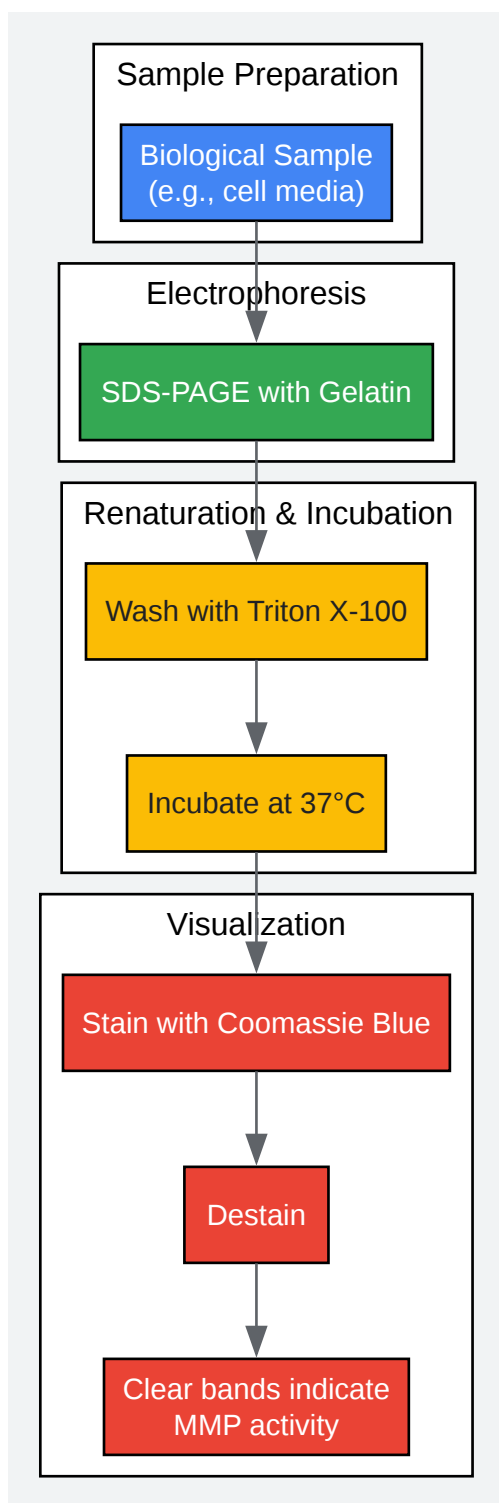 Sample Preparation
Biological Sample
(e.g., cell media)
Electrophoresis
SDS-PAGE with Gelatin
Renaturation & Incubation
Wash with Triton X-100
Incubate at 37°C
Visualization
Stain with Coomassie Blue
Destain
Clear bands indicate
MMP activity